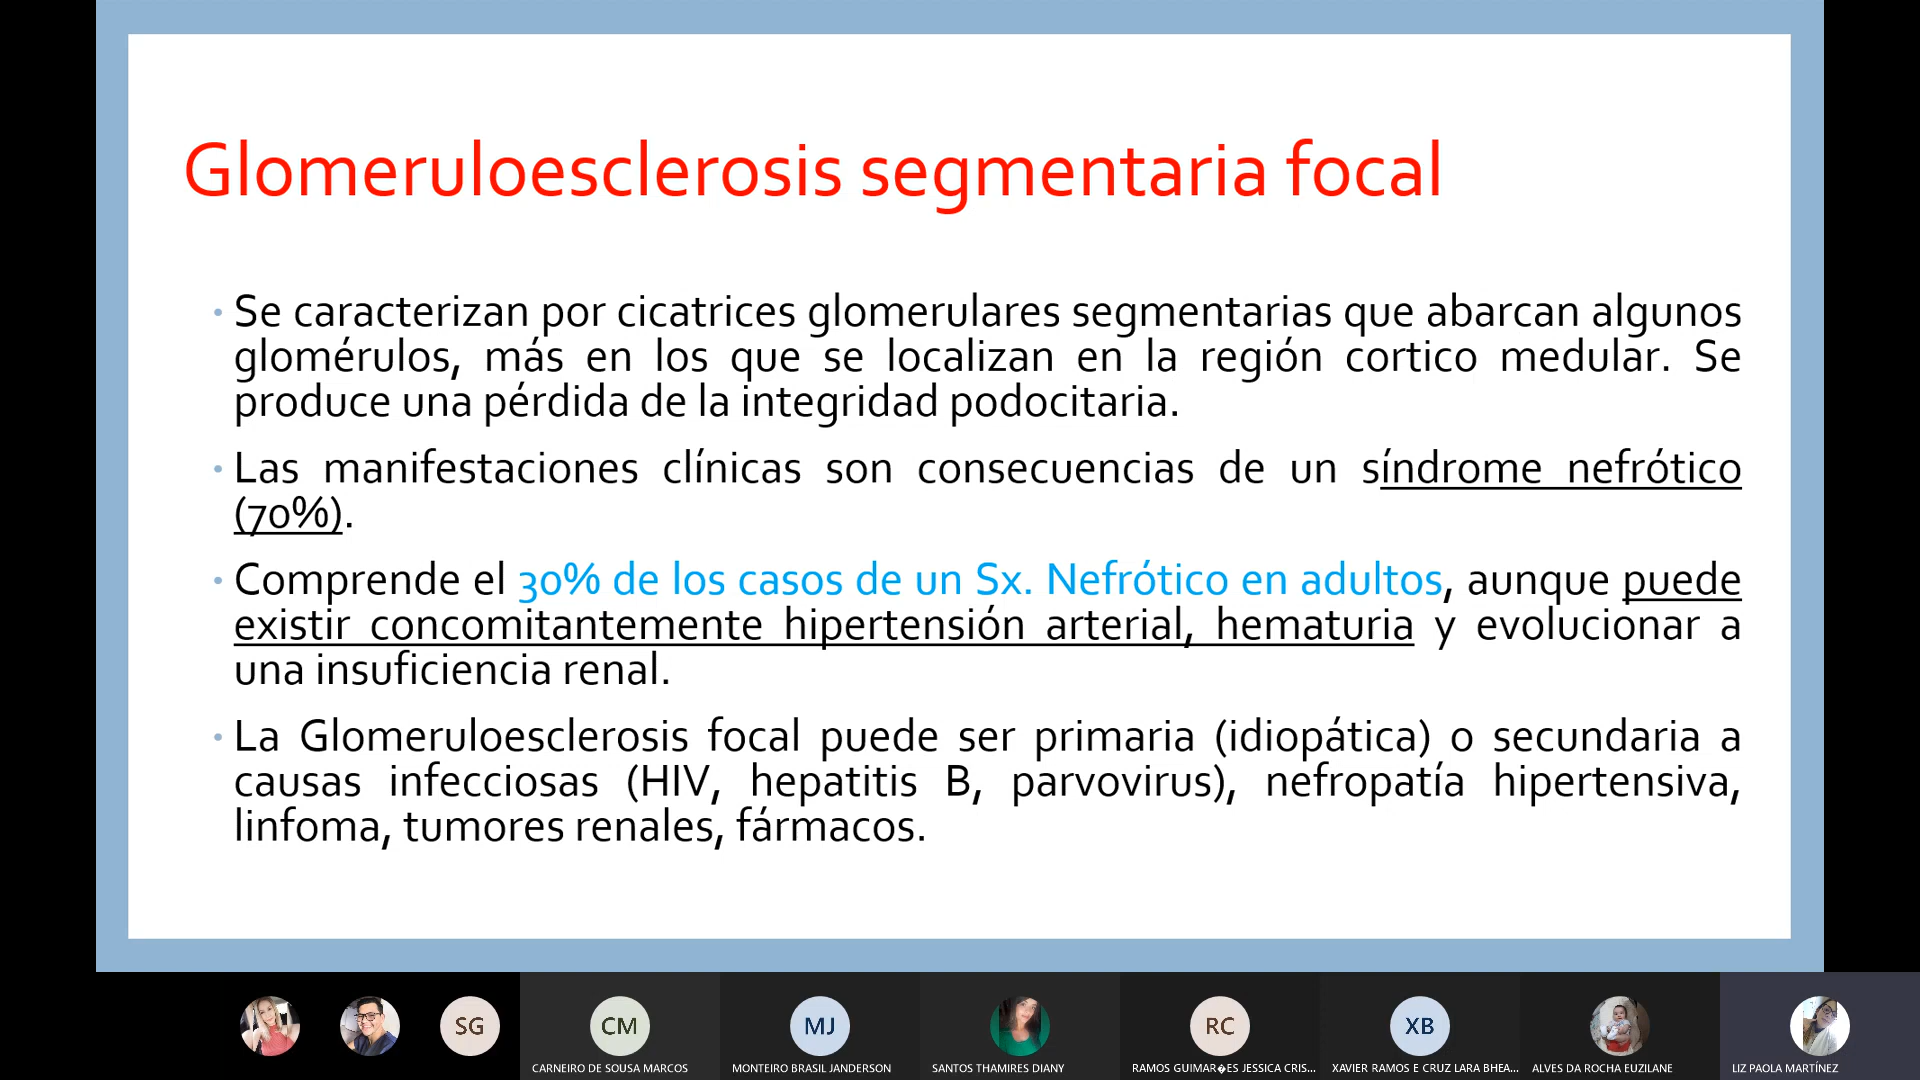 Glomeruloesclerosis segmentaria focal
Se caracterizan por cicatrices glomerulares segmentarias que abarcan algunos
glomérulos, más en los que se localizan en la región cortico medular. Se
produce una pérdida de la integridad podocitaria.
Las manifestaciones clínicas son consecuencias de un síndrome nefrótico
(70%).
Comprende el 30% de los casos de un Sx. Nefrótico en adultos, aunque puede
existir concomitantemente hipertensión arterial, hematuria y evolucionar a
una insuficiencia renal.
La Glomeruloesclerosis focal puede ser primaria (idiopática) o secundaria a
causas infecciosas (HIV, hepatitis B, parvovirus), nefropatía hipertensiva,
linfoma, tumores renales, fármacos.
SG
CM
MJ
RC
XB
CARNEIRO DE SOUSA MARCOS
MONTEIRO BRASIL JANDERSON
SANTOS THAMIRES DIANY
RAMOS GUIMAR�ES JESSICA CRIS...
XAVIER RAMOS E CRUZ LARA BHEA...
ALVES DA ROCHA EUZILANE
LIZ PAOLA MARTÍNEZ